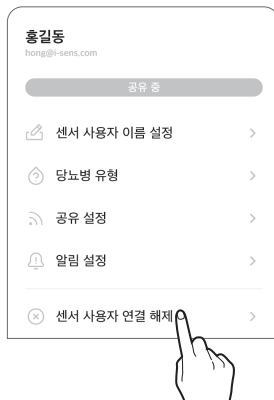 홍길동
hong@i-sens.com
공유 중
센서 사용자 이름 설정
당뇨병 유형
공유 설정
알림 설정
센서 사용자 연결 해제